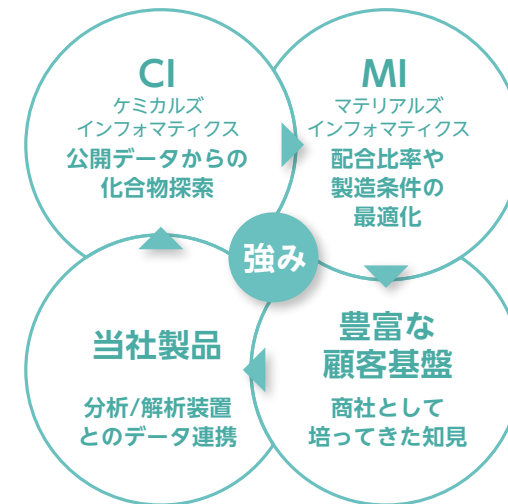 CI
ケミカルズ
インフォマティクス
公開データからの
化合物探索
MI
マテリアルズ
インフォマティクス
配合比率や
製造条件の
最適化
強み
当社製品
分析/解析装置
とのデータ連携
豊富な
顧客基盤
商社として
培ってきた知見